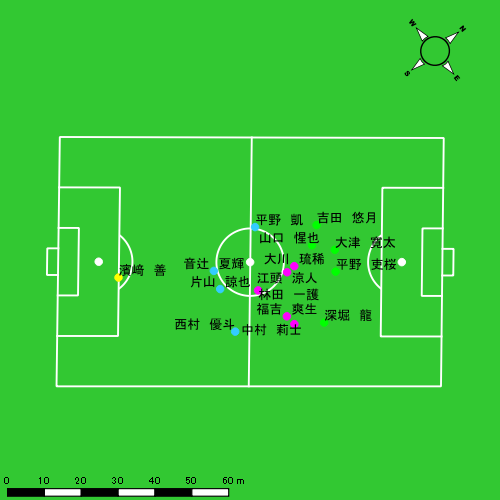 W N
S E
平野 凱 吉田 悠月
山口 惺也 大津 寛太
音辻 夏輝 大川 琉稀 平野 吏桜
濱﨑 善 片山 諒也 江頭 涼人
林田 一護
福吉 爽生
西村 優斗 中村 莉士 深堀 龍
0 10 20 30 40 50 60 m